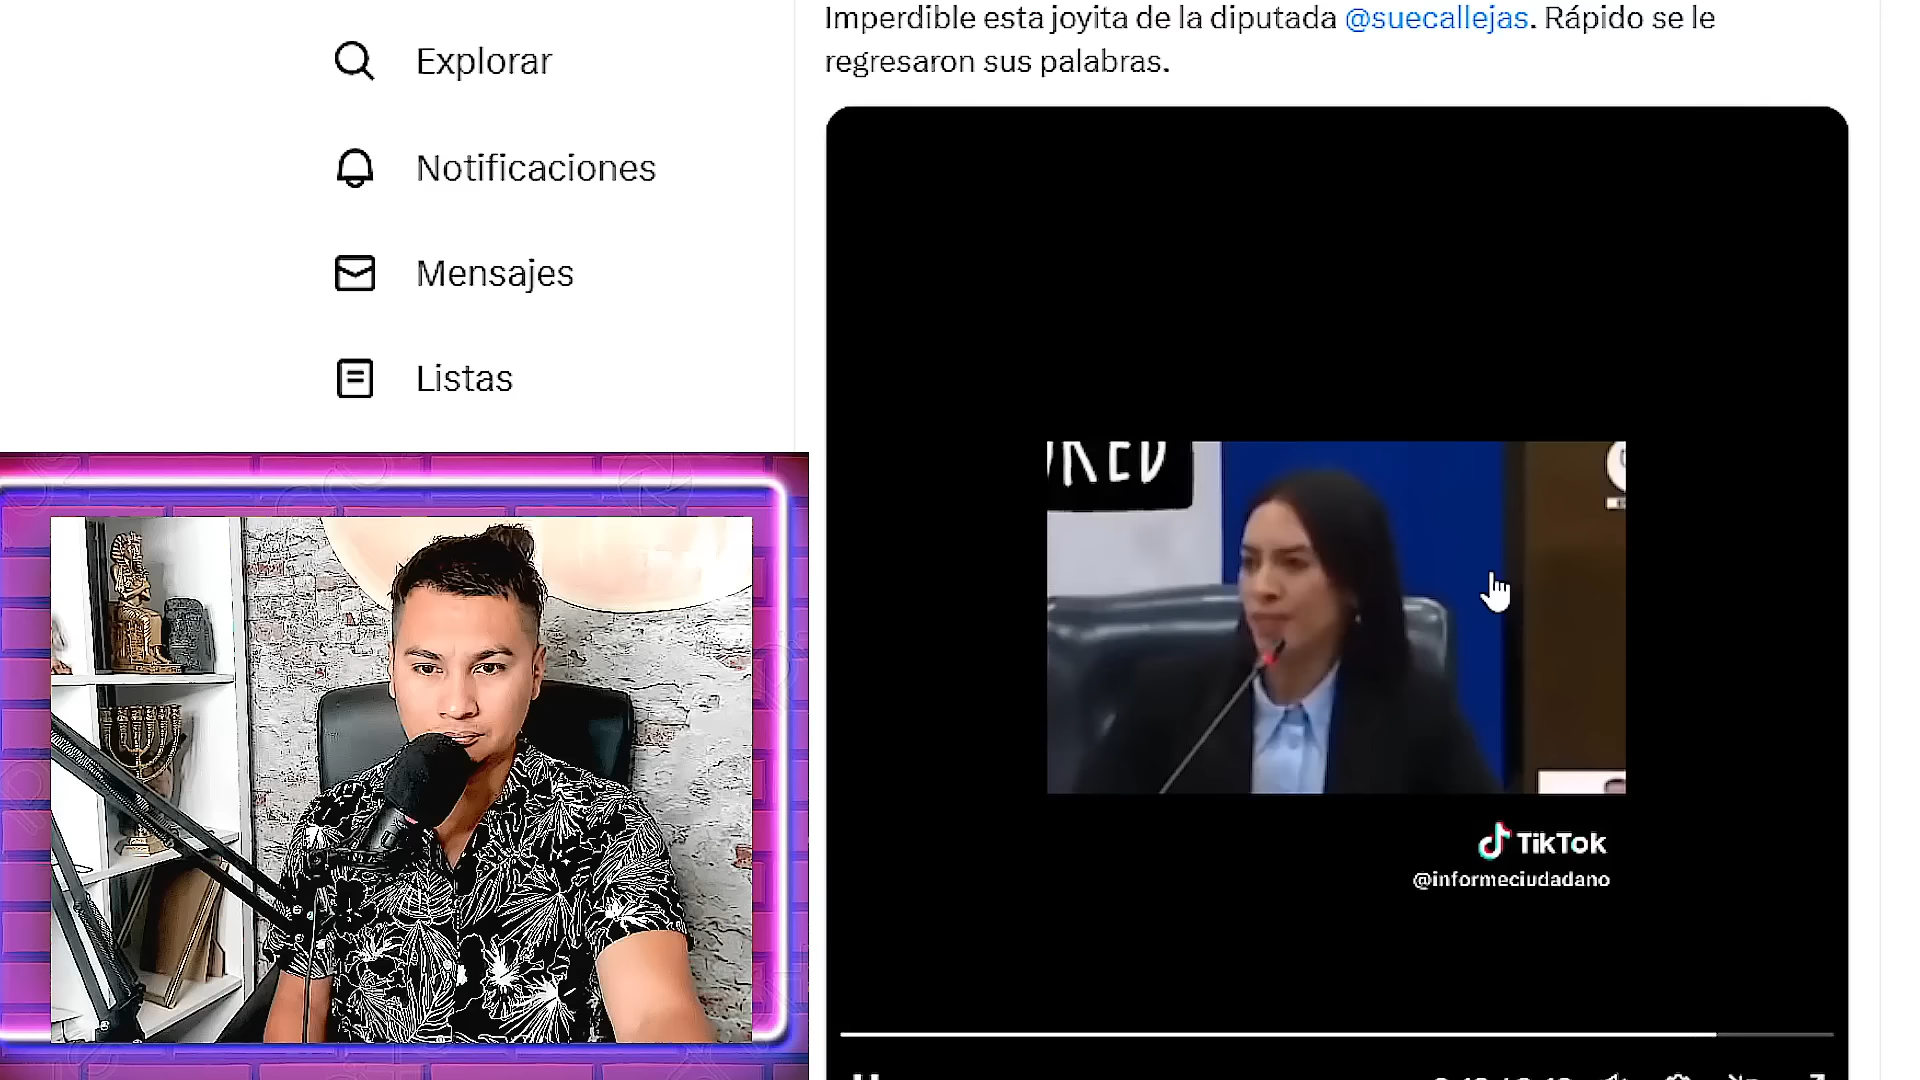 Imperdible esta joyita de la diputada @suecallejas. Rápido se le
regresaron sus palabras.
Explorar
Notificaciones
Mensajes
Listas
TikTok
@informeciudadano